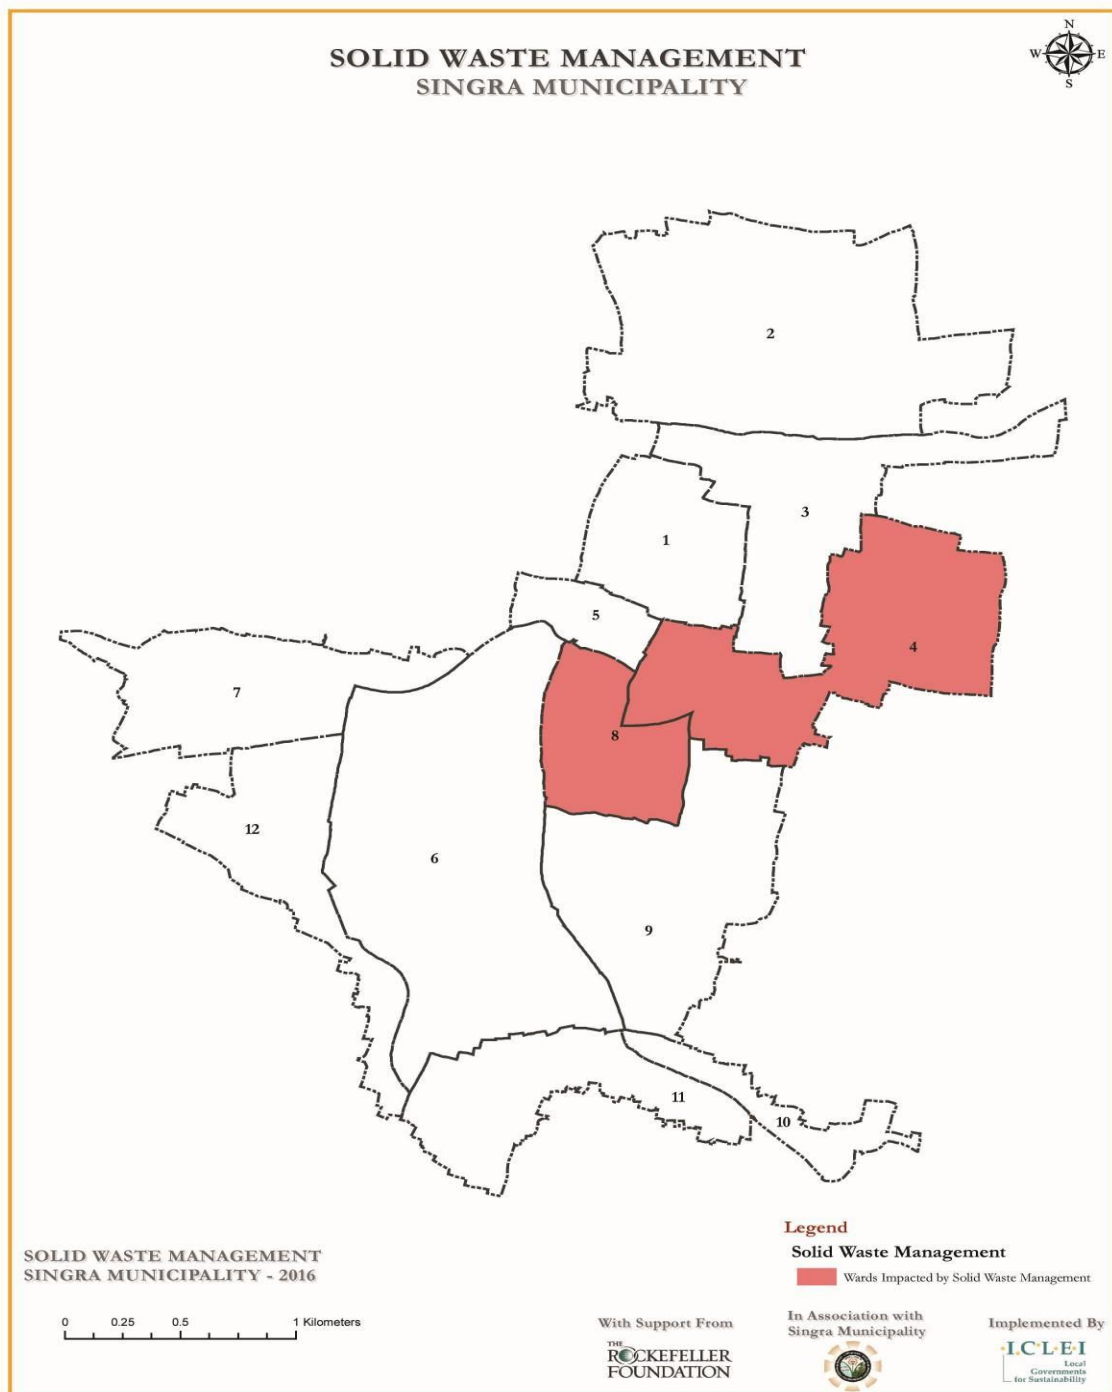 N
W E
S
SOLID WASTE MANAGEMENT
SINGRA MUNICIPALITY
2
3
1
5
4
7
8
12
6
9
11
10
Legend
Solid Waste Management
Wards Impacted by Solid Waste Management
SOLID WASTE MANAGEMENT
SINGRA MUNICIPALITY - 2016
0 0.25 0.5 1 Kilometers
With Support From
THE
ROCKEFELLER
FOUNDATION
In Association with
Singra Municipality
Implemented By
I.C.L.E.I
Local
Governments
for Sustainability